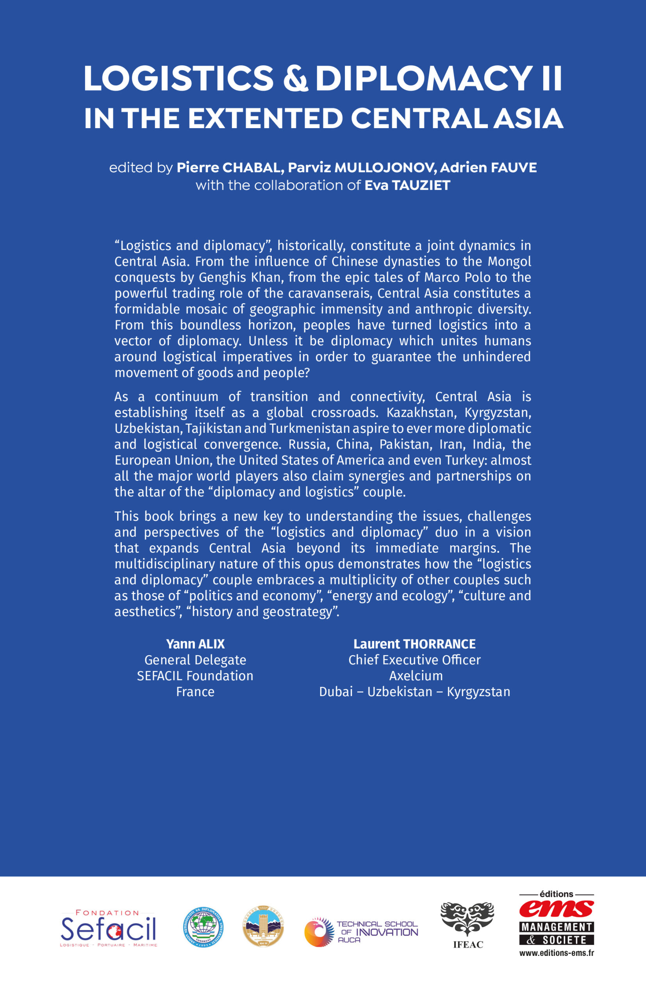 LOGISTICS & DIPLOMACY II
IN THE EXTENTED CENTRAL ASIA
edited by Pierre CHABAL, Parviz MULLOJONOV, Adrien FAUVE
with the collaboration of Eva TAUZIET
“Logistics and diplomacy”, historically, constitute a joint dynamics in
Central Asia. From the influence of Chinese dynasties to the Mongol
conquests by Genghis Khan, from the epic tales of Marco Polo to the
powerful trading role of the caravanserais, Central Asia constitutes a
formidable mosaic of geographic immensity and anthropic diversity.
From this boundless horizon, peoples have turned logistics into a
vector of diplomacy. Unless it be diplomacy which unites humans
around logistical imperatives in order to guarantee the unhindered
movement of goods and people?
As a continuum of transition and connectivity, Central Asia is
establishing itself as a global crossroads. Kazakhstan, Kyrgyzstan,
Uzbekistan, Tajikistan and Turkmenistan aspire to ever more diplomatic
and logistical convergence. Russia, China, Pakistan, Iran, India, the
European Union, the United States of America and even Turkey: almost
all the major world players also claim synergies and partnerships on
the altar of the “diplomacy and logistics” couple.
This book brings a new key to understanding the issues, challenges
and perspectives of the “logistics and diplomacy” duo in a vision
that expands Central Asia beyond its immediate margins. The
multidisciplinary nature of this opus demonstrates how the “logistics
and diplomacy” couple embraces a multiplicity of other couples such
as those of “politics and economy”, “energy and ecology”, “culture and
aesthetics”, “history and geostrategy”.
Yann ALIX
General Delegate
SEFACIL Foundation
France
Laurent THORRANCE
Chief Executive Officer
Axelcium
Dubai – Uzbekistan – Kyrgyzstan
FONDATION
Sefacil
LOGISTIQUE - PORTUAIRE - MARITIME
JAHON IQTISODIYOTI VA DIPLOMATIYA UNIVERSITETI
TOSHKENT
1992
TECHNICAL SCHOOL
OF INNOVATION
AUCA
IFEAC
éditions
ems
MANAGEMENT
& SOCIETE
www.editions-ems.fr